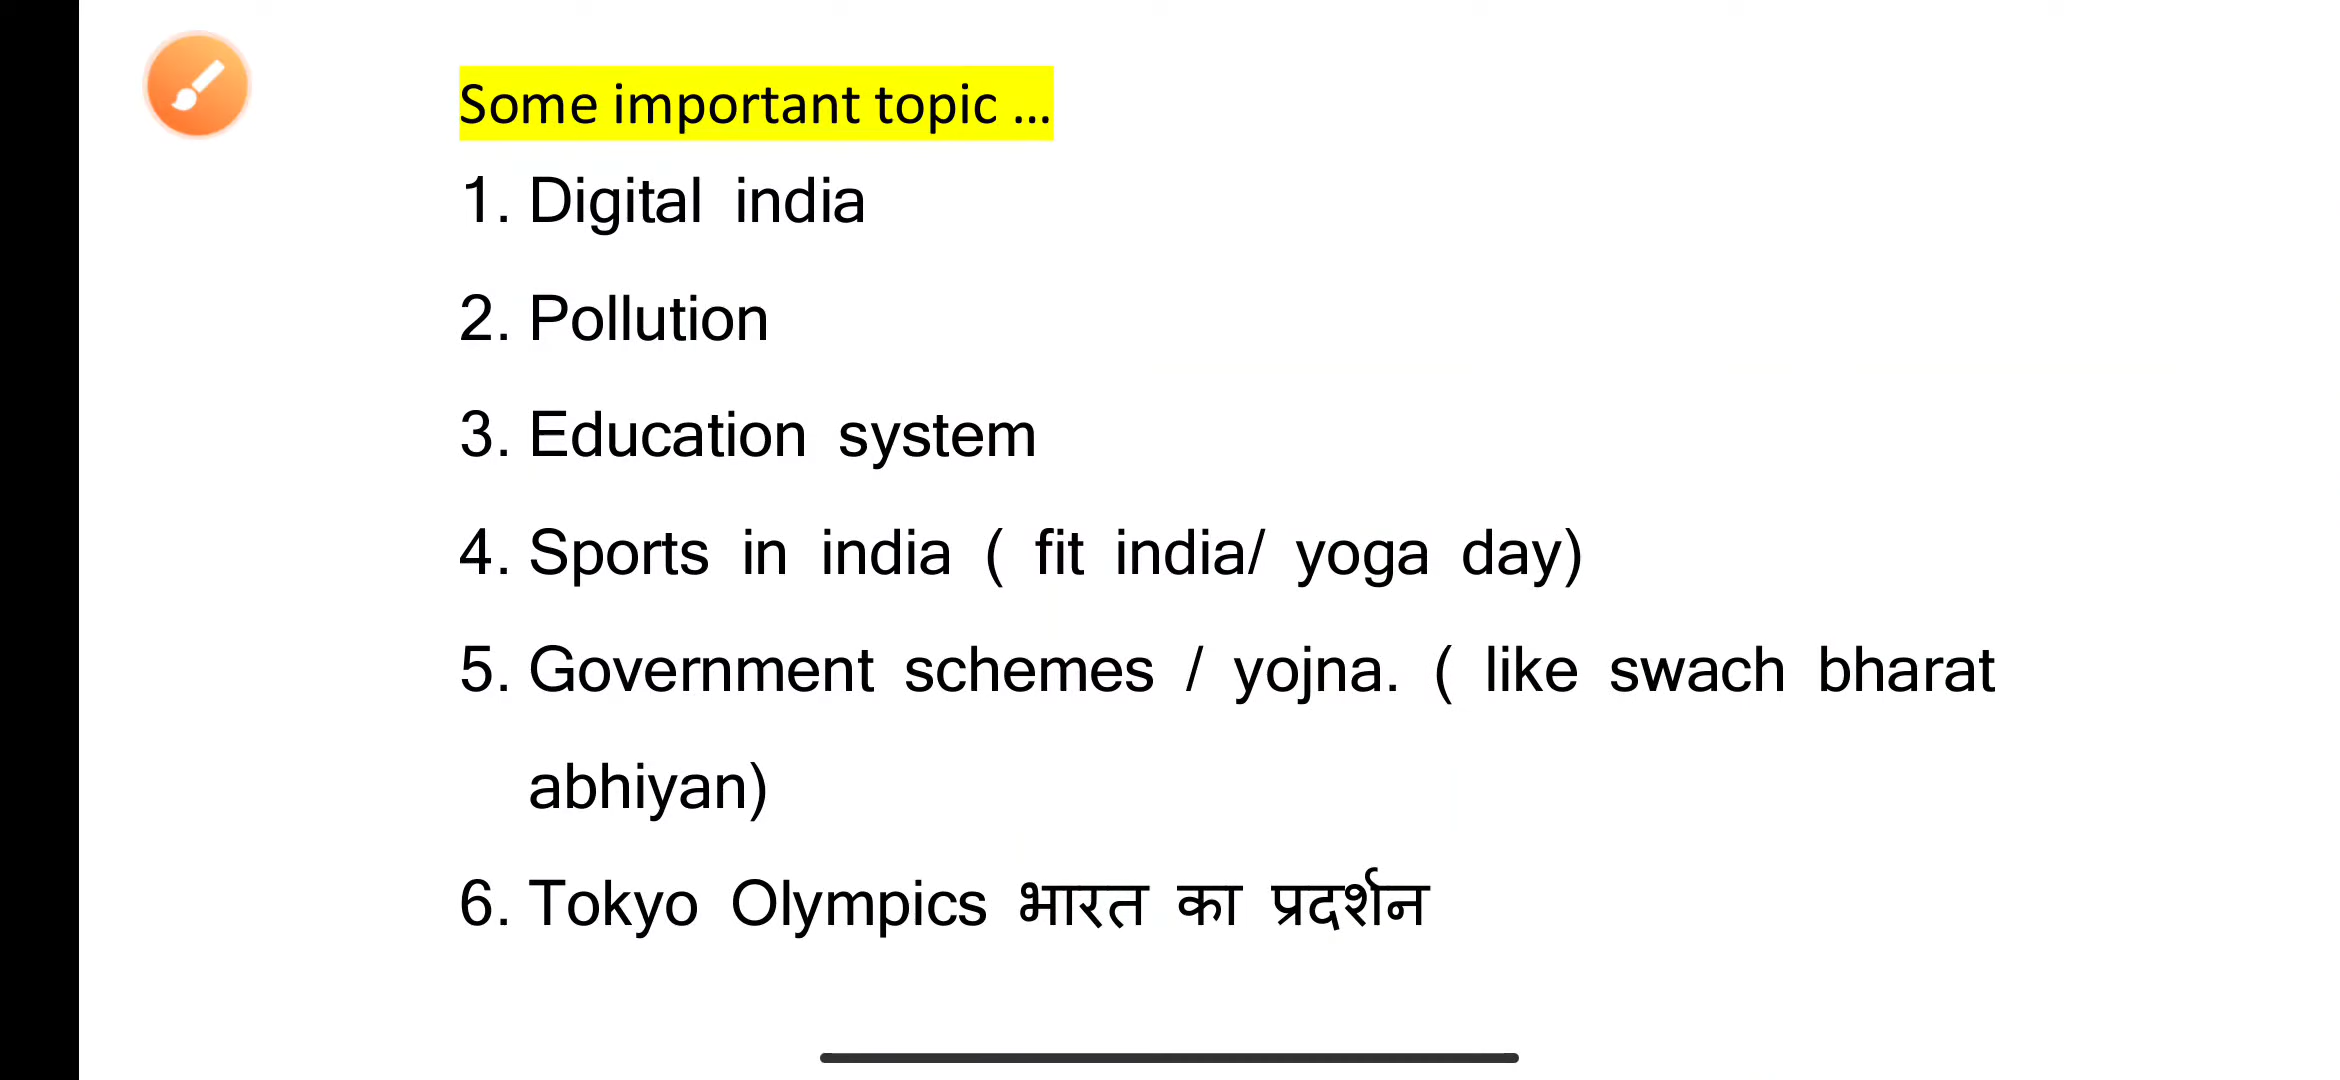 Some important topic ...
1. Digital india
2. Pollution
3. Education system
4. Sports in india ( fit india/ yoga day)
5. Government schemes / yojna. ( like swach bharat
abhiyan)
6. Tokyo Olympics भारत का प्रदर्शन